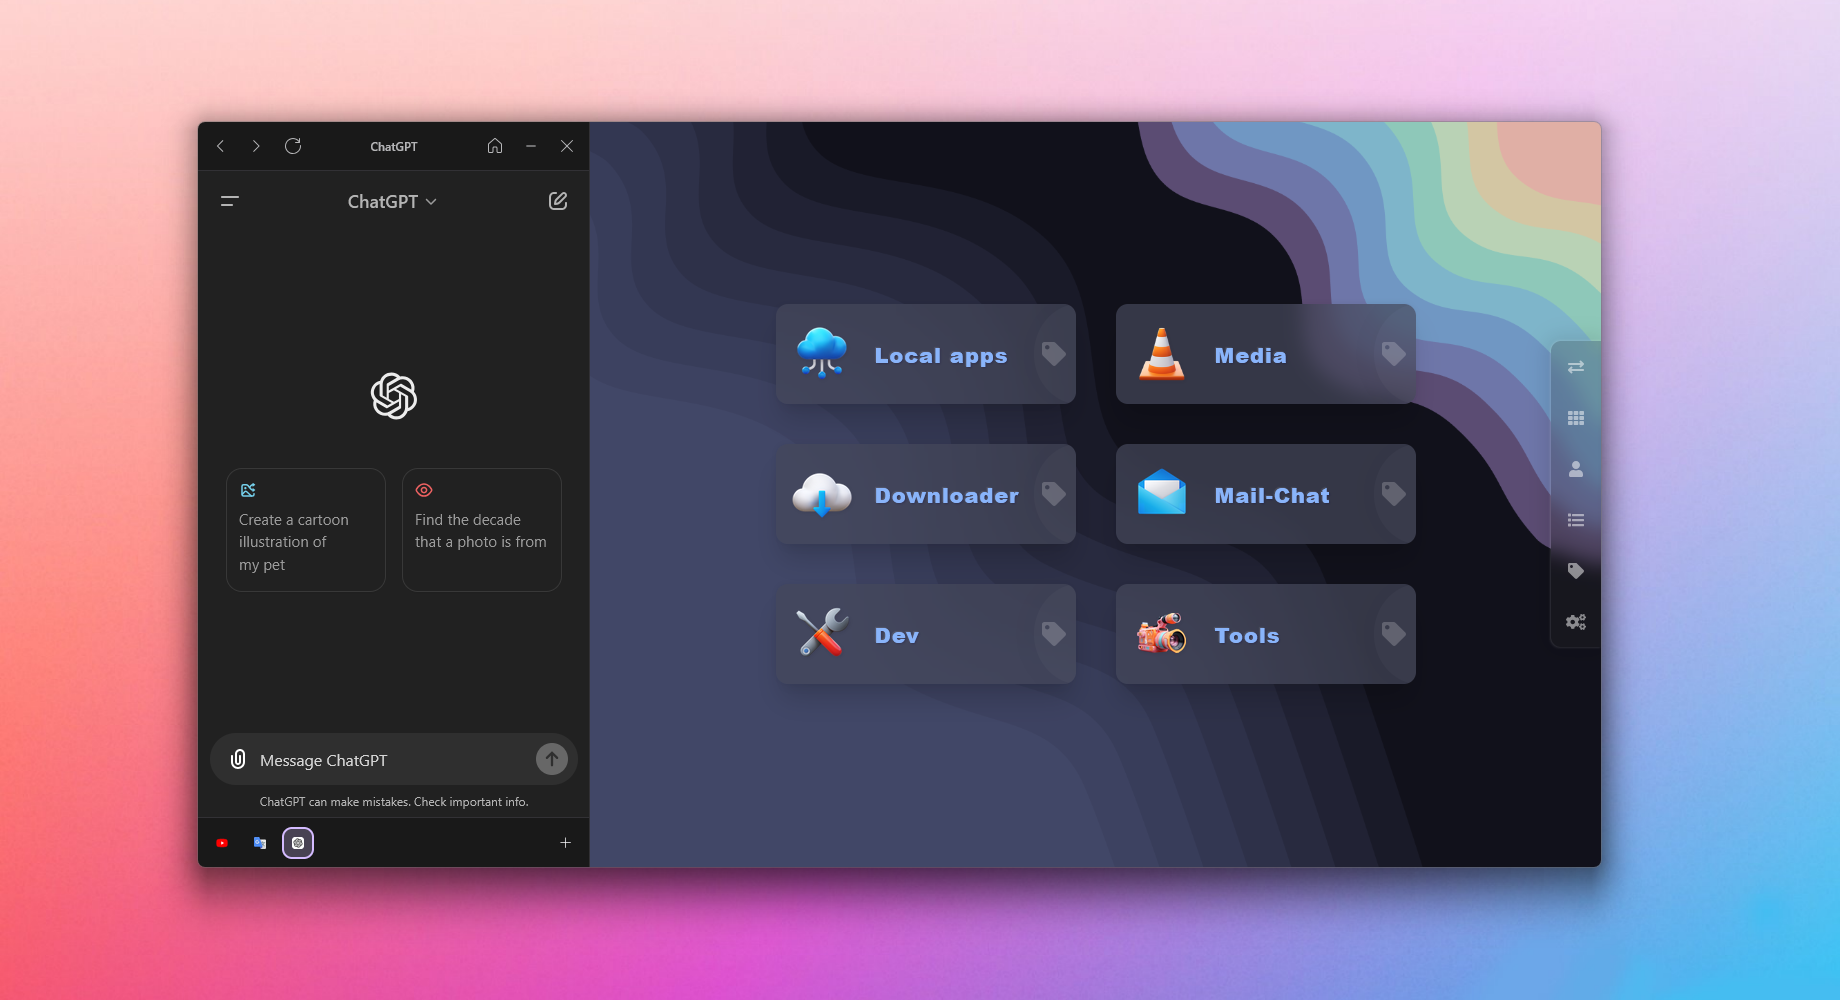 ChatGPT
ChatGPT
Create a cartoon
illustration of
my pet
Find the decade
that a photo is from
Message ChatGPT
ChatGPT can make mistakes. Check important info.
Local apps
Media
Downloader
Mail-Chat
Dev
Tools